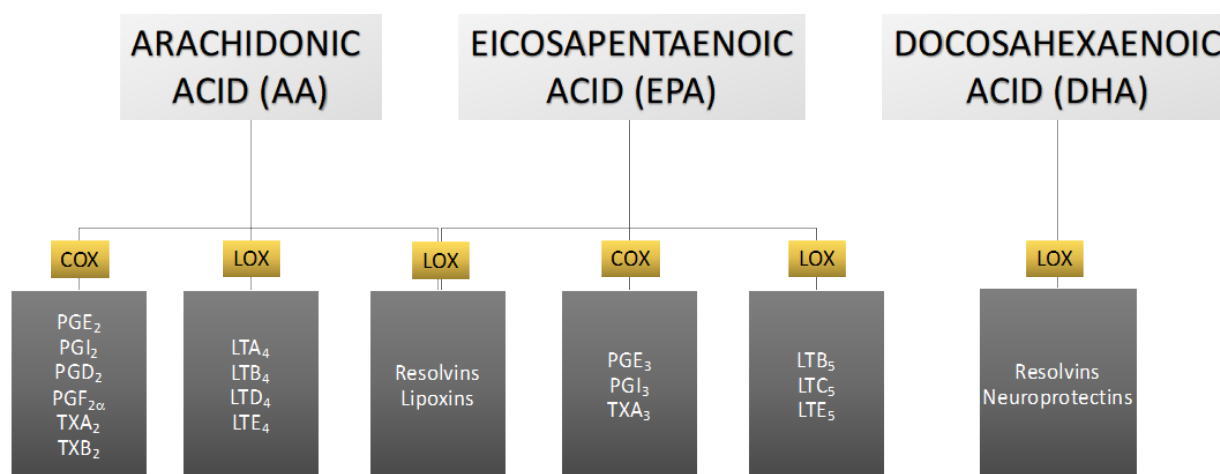 ARACHIDONIC
ACID (AA)
EICOSAPENTAENOIC
ACID (EPA)
DOCOSAHEXAENOIC
ACID (DHA)
COX
LOX
LOX
COX
LOX
LOX
PGE₂
PGI₂
PGD₂
PGF₂α
TXA₂
TXB₂
LTA₄
LTB₄
LTD₄
LTE₄
Resolvins
Lipoxins
PGE₃
PGI₃
TXA₃
LTB₅
LTC₅
LTE₅
Resolvins
Neuroprotectins